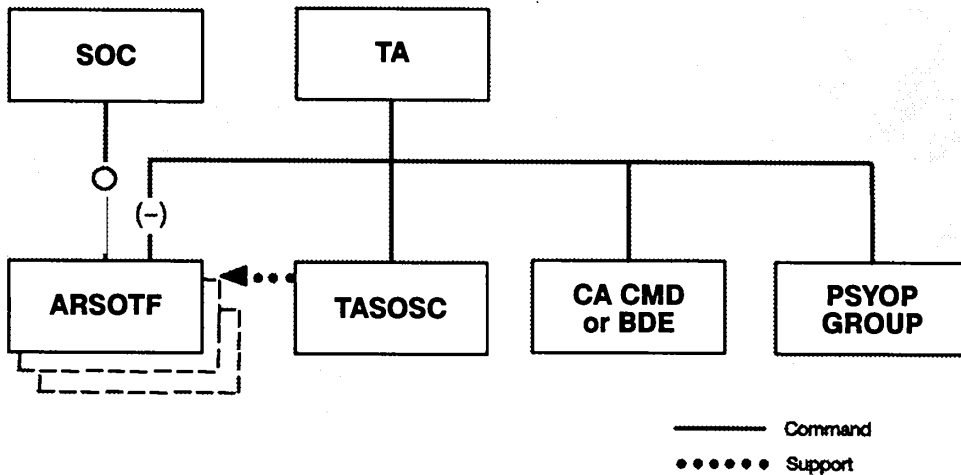 SOC
TA
(–)
ARSOTF
TASOSC
CA CMD
or BDE
PSYOP
GROUP
Command
Support